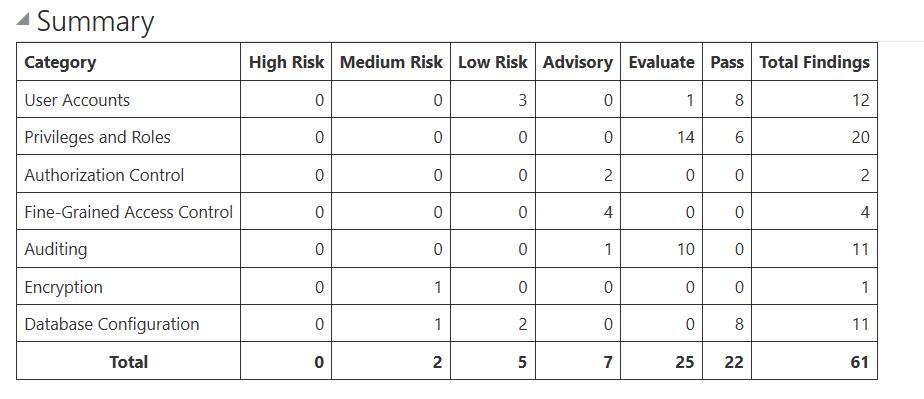 Summary
Category High Risk Medium Risk Low Risk Advisory Evaluate Pass Total Findings
User Accounts 0 0 3 0 1 8 12
Privileges and Roles 0 0 0 0 14 6 20
Authorization Control 0 0 0 2 0 0 2
Fine-Grained Access Control 0 0 0 4 0 0 4
Auditing 0 0 0 1 10 0 11
Encryption 0 1 0 0 0 0 1
Database Configuration 0 1 2 0 0 8 11
Total 0 2 5 7 25 22 61